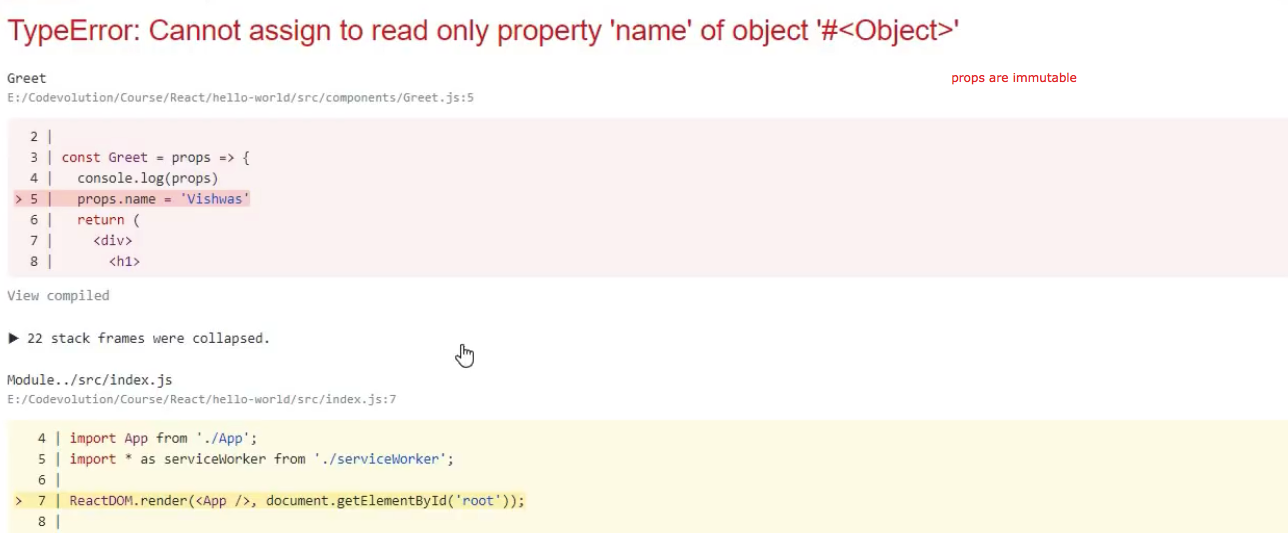 TypeError: Cannot assign to read only property 'name' of object '#<Object>'
Greet
props are immutable
E:/Codevolution/Course/React/hello-world/src/components/Greet.js:5
2 |
3 | const Greet = props => {
4 |   console.log(props)
> 5 |   props.name = 'Vishwas'
6 |   return (
7 |     <div>
8 |       <h1>
View compiled
▶ 22 stack frames were collapsed.
Module../src/index.js
E:/Codevolution/Course/React/hello-world/src/index.js:7
4 | import App from './App';
5 | import * as serviceWorker from './serviceWorker';
6 |
> 7 | ReactDOM.render(<App />, document.getElementById('root'));
8 |